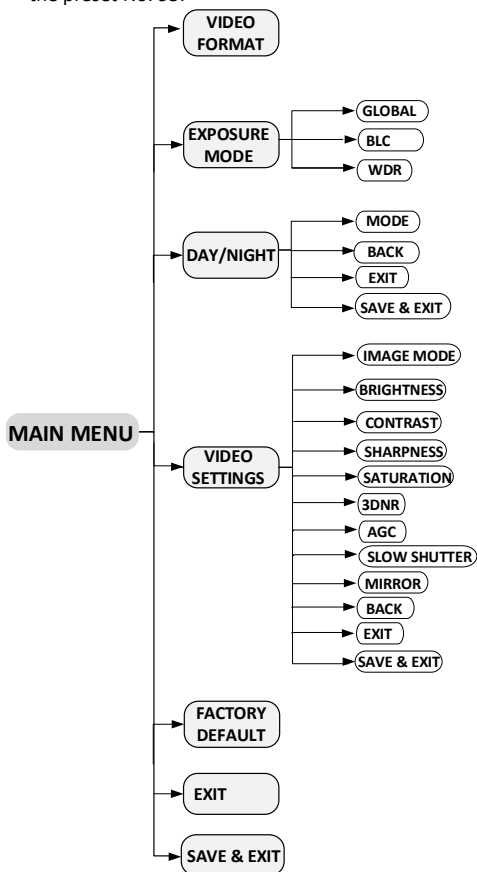 the preset No.
VIDEO
FORMAT
EXPOSURE
MODE
GLOBAL
BLC
WDR
DAY/NIGHT
MODE
BACK
EXIT
SAVE & EXIT
MAIN MENU
VIDEO
SETTINGS
IMAGE MODE
BRIGHTNESS
CONTRAST
SHARPNESS
SATURATION
3DNR
AGC
SLOW SHUTTER
MIRROR
BACK
EXIT
SAVE & EXIT
FACTORY
DEFAULT
EXIT
SAVE & EXIT